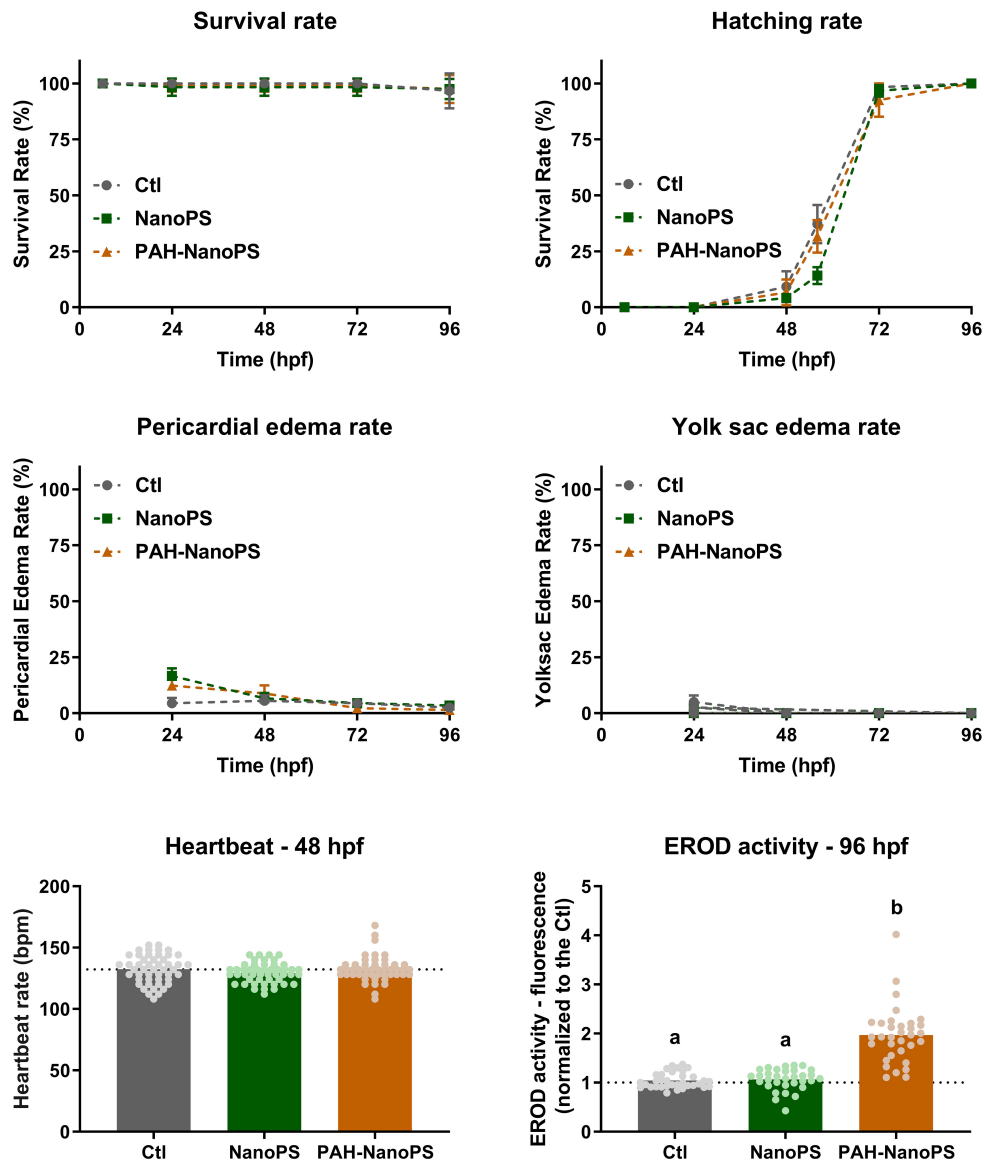 Survival rate
Survival Rate (%)
100
75
50
25
0
Ctl
NanoPS
PAH-NanoPS
0 24 48 72 96
Time (hpf)
Hatching rate
Survival Rate (%)
100
75
50
25
0
Ctl
NanoPS
PAH-NanoPS
0 24 48 72 96
Time (hpf)
Pericardial edema rate
Pericardial Edema Rate (%)
100
75
50
25
0
Ctl
NanoPS
PAH-NanoPS
0 24 48 72 96
Time (hpf)
Yolk sac edema rate
Yolksac Edema Rate (%)
100
75
50
25
0
Ctl
NanoPS
PAH-NanoPS
0 24 48 72 96
Time (hpf)
Heartbeat - 48 hpf
Heartbeat rate (bpm)
200
150
100
50
0
Ctl NanoPS PAH-NanoPS
EROD activity - 96 hpf
EROD activity - fluorescence
(normalized to the Ctl)
5
4
3
2
1
0
a
a
b
Ctl NanoPS PAH-NanoPS